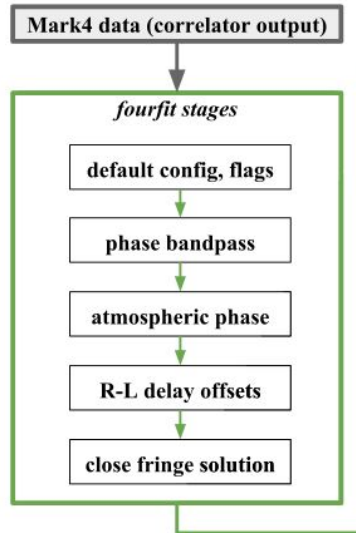 Mark4 data (correlator output)
fourfit stages
default config, flags
phase bandpass
atmospheric phase
R-L delay offsets
close fringe solution